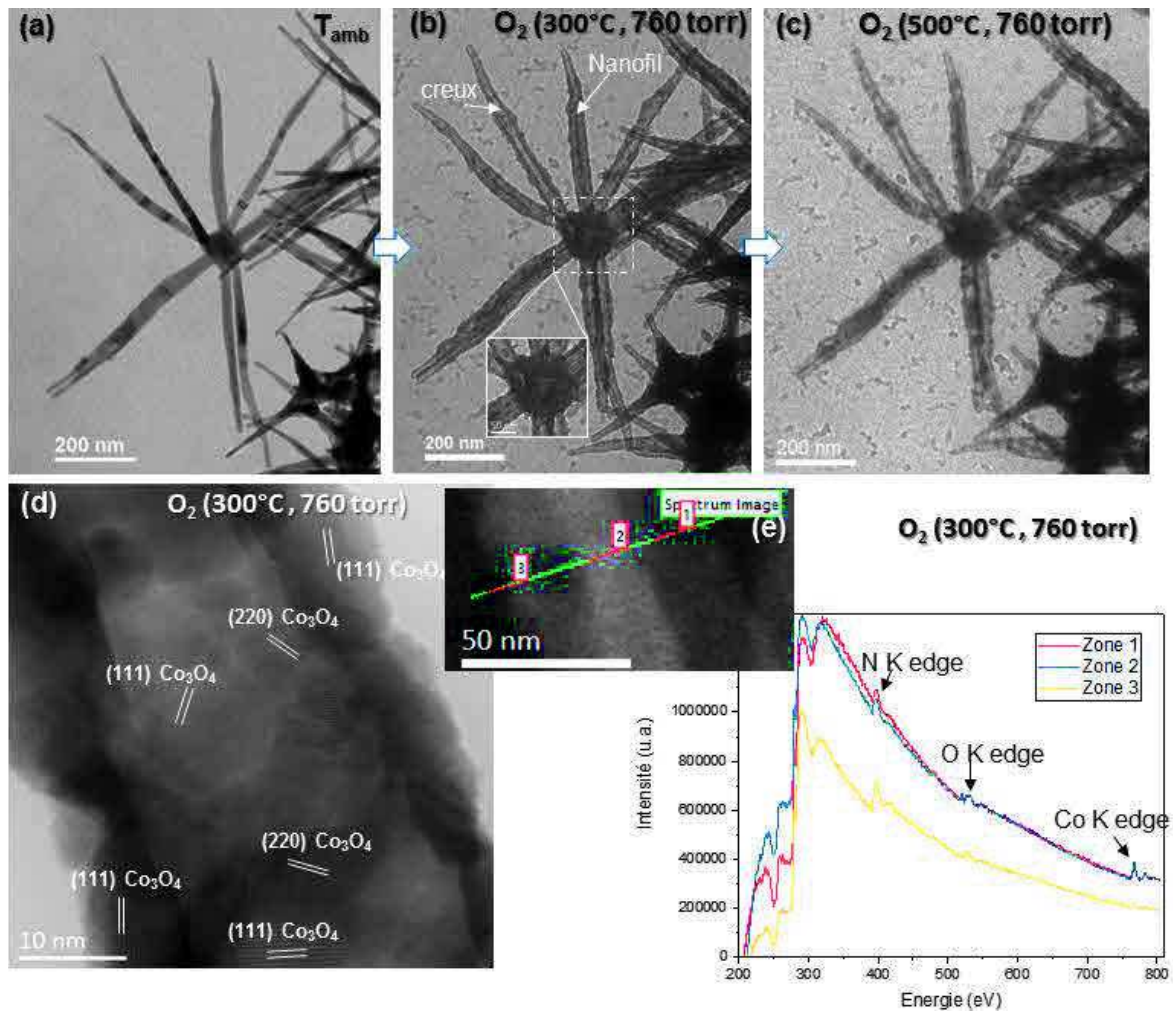 (a) T_amb
(b) O₂ (300°C, 760 torr)
(c) O₂ (500°C, 760 torr)
creux
Nanofil
50 nm
200 nm
200 nm
200 nm
(d) O₂ (300°C, 760 torr)
(111) Co₃O₄
(220) Co₃O₄
(111) Co₃O₄
(220) Co₃O₄
(111) Co₃O₄
(111) Co₃O₄
10 nm
Spectrum Image
1
2
3
(e)
50 nm
O₂ (300°C, 760 torr)
Zone 1
Zone 2
Zone 3
N K edge
O K edge
Co K edge
Intensité (u.a.)
1000000
800000
600000
400000
200000
0
200 300 400 500 600 700 800
Energie (eV)